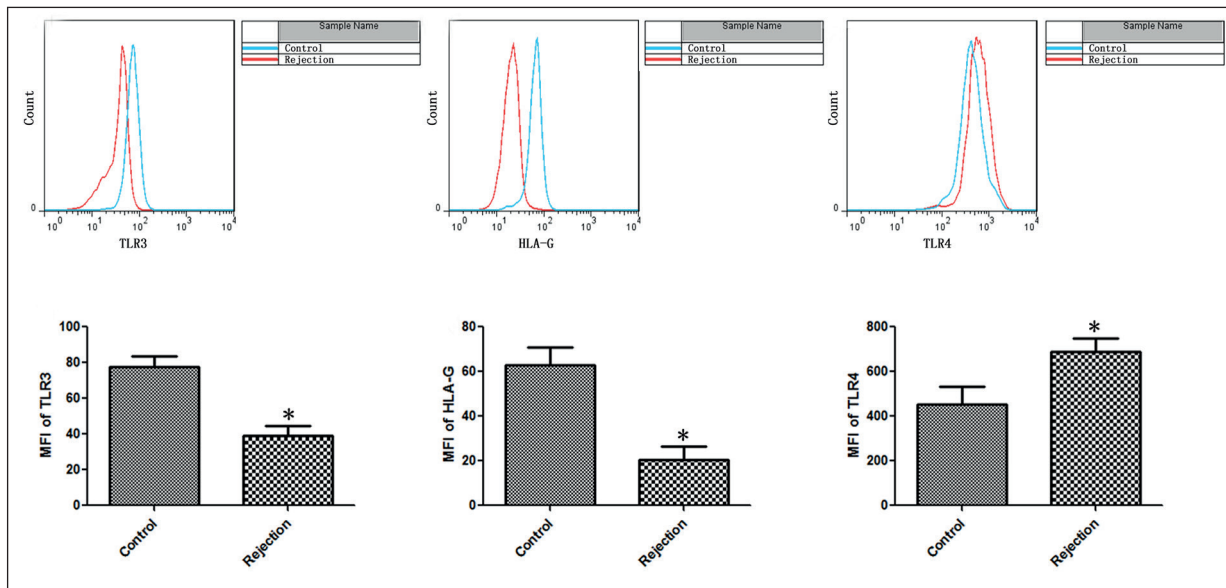 Sample Name
Control
Rejection
Count
0
10^0 10^1 10^2 10^3 10^4
TLR3
Sample Name
Control
Rejection
Count
0
10^0 10^1 10^2 10^3 10^4
HLA-G
Sample Name
Control
Rejection
Count
0
10^0 10^1 10^2 10^3 10^4
TLR4
MFI of TLR3
100
80
60
40
20
0
*
Control
Rejection
MFI of HLA-G
80
60
40
20
0
*
Control
Rejection
MFI of TLR4
800
600
400
200
0
*
Control
Rejection